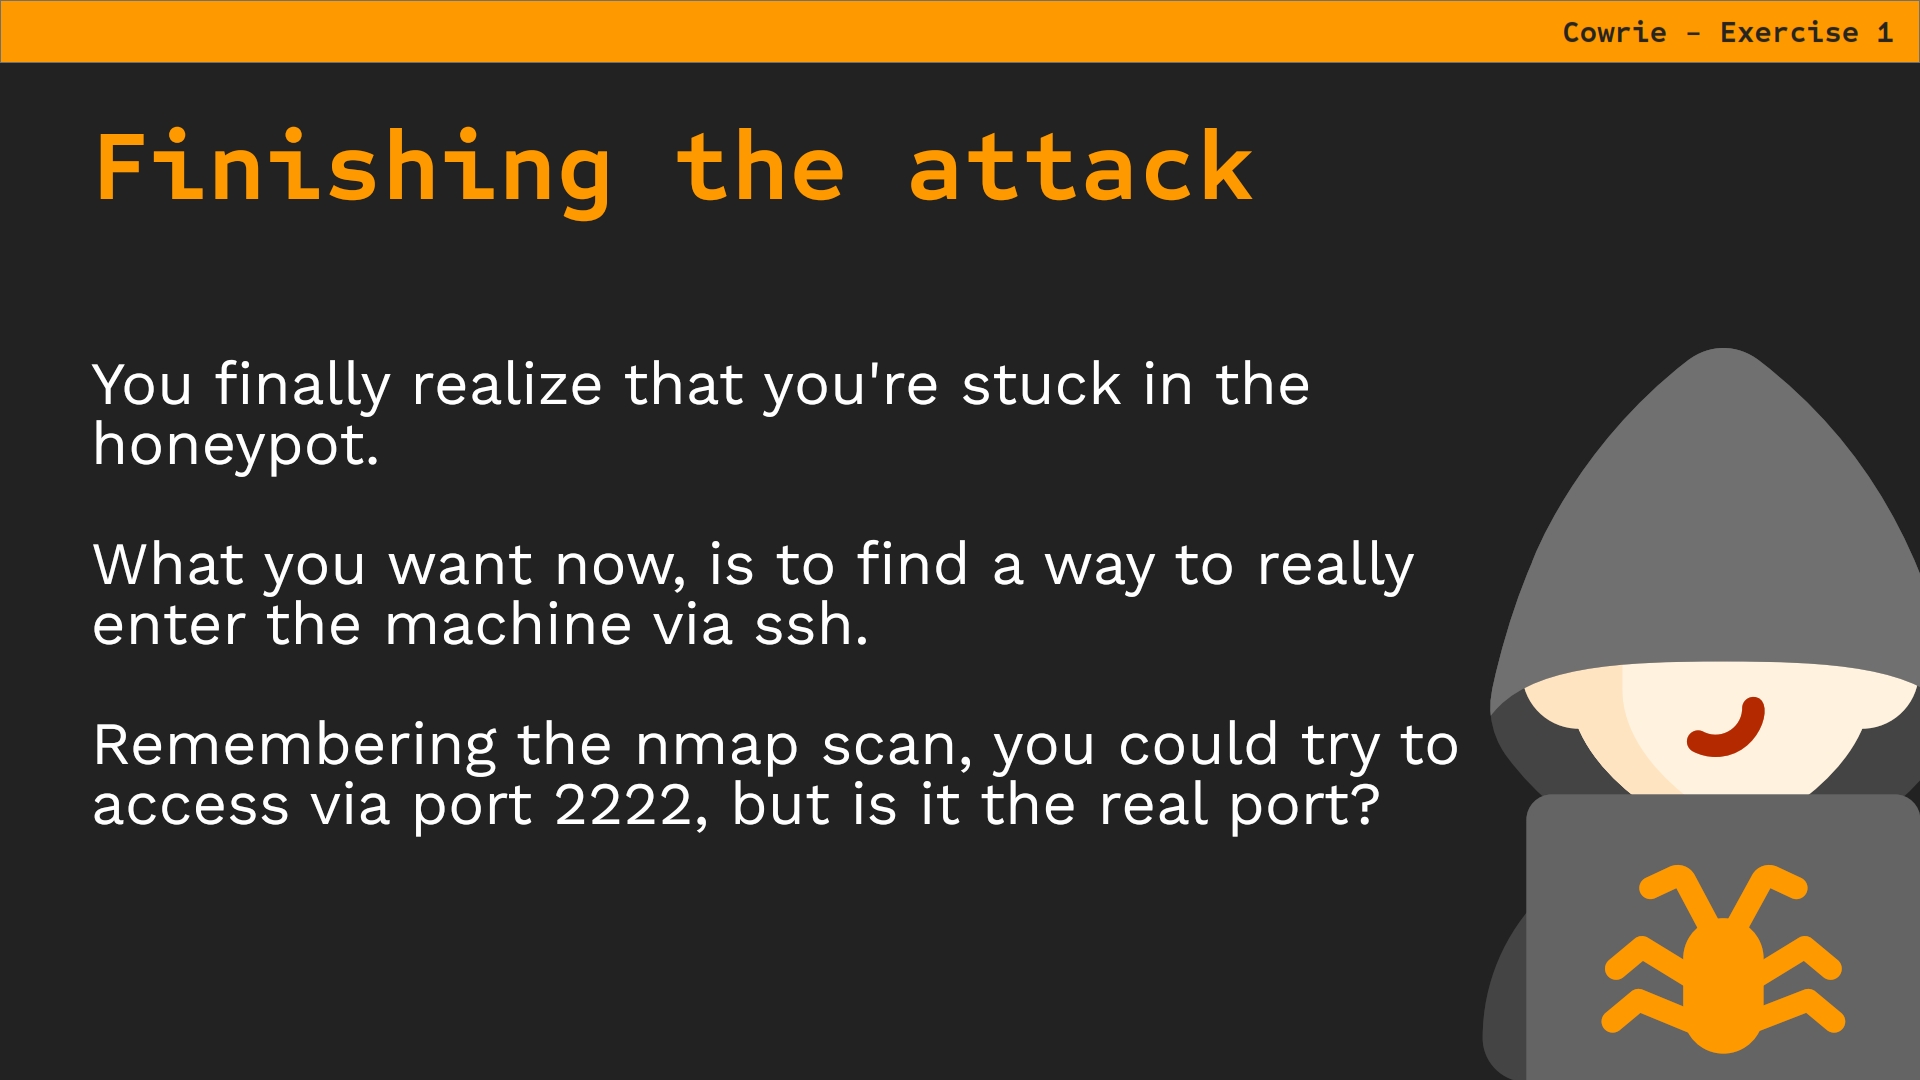 Cowrie – Exercise 1
Finishing the attack
You finally realize that you're stuck in the
honeypot.
What you want now, is to find a way to really
enter the machine via ssh.
Remembering the nmap scan, you could try to
access via port 2222, but is it the real port?